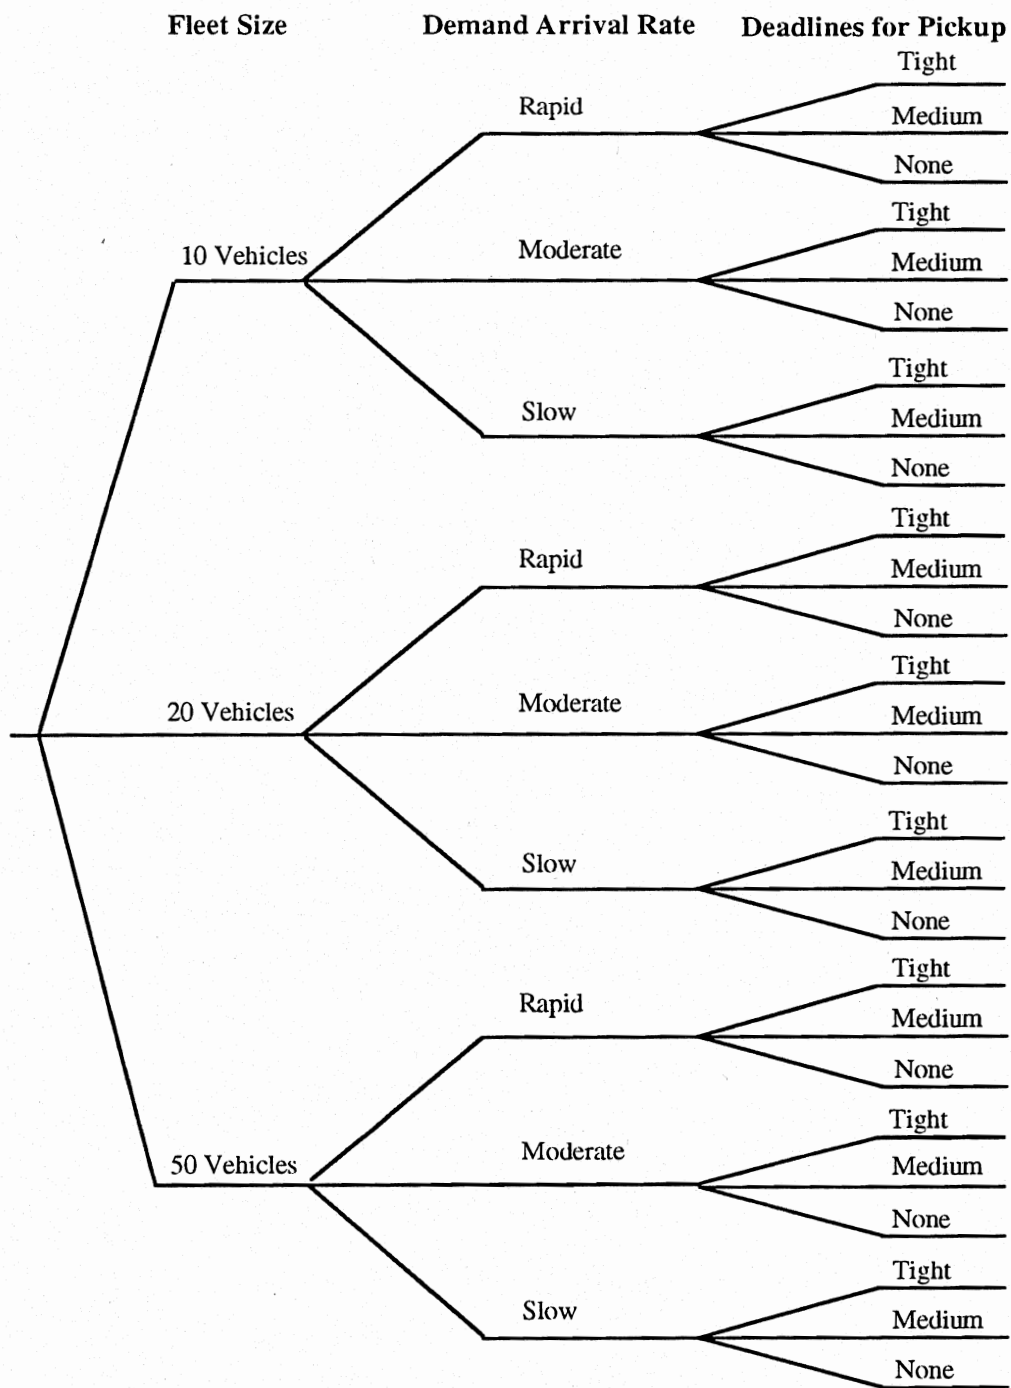 Fleet Size Demand Arrival Rate Deadlines for Pickup
Tight
Rapid
Medium
None
Tight
10 Vehicles
Moderate
Medium
None
Tight
Slow
Medium
None
Tight
Rapid
Medium
None
Tight
20 Vehicles
Moderate
Medium
None
Tight
Slow
Medium
None
Tight
Rapid
Medium
None
Tight
50 Vehicles
Moderate
Medium
None
Tight
Slow
Medium
None